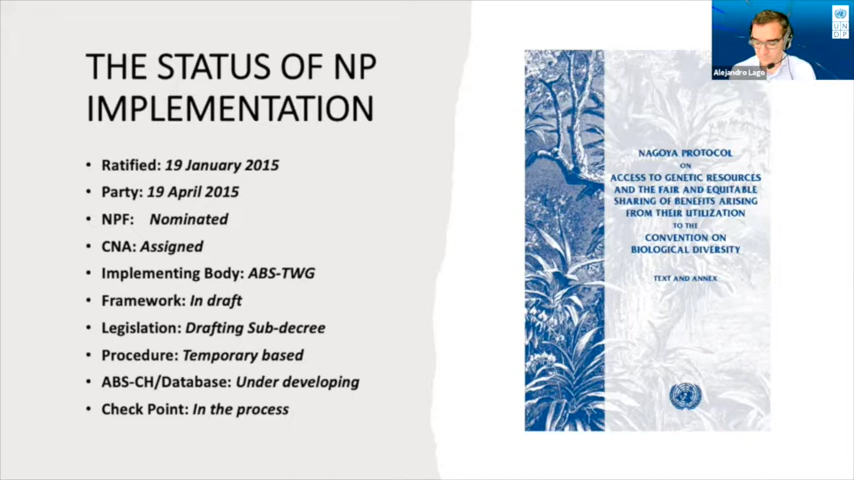 THE STATUS OF NP
IMPLEMENTATION
• Ratified: 19 January 2015
• Party: 19 April 2015
• NPF: Nominated
• CNA: Assigned
• Implementing Body: ABS-TWG
• Framework: In draft
• Legislation: Drafting Sub-decree
• Procedure: Temporary based
• ABS-CH/Database: Under developing
• Check Point: In the process
NAGOYA PROTOCOL
ON
ACCESS TO GENETIC RESOURCES
AND THE FAIR AND EQUITABLE
SHARING OF BENEFITS ARISING
FROM THEIR UTILIZATION
TO THE
CONVENTION ON
BIOLOGICAL DIVERSITY
TEXT AND ANNEX
Alejandro Lago
U N
D P